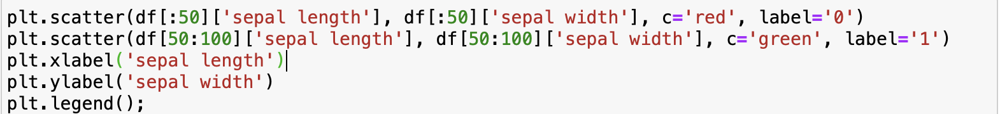 plt.scatter(df[:50]['sepal length'], df[:50]['sepal width'], c='red', label='0')
plt.scatter(df[50:100]['sepal length'], df[50:100]['sepal width'], c='green', label='1')
plt.xlabel('sepal length')
plt.ylabel('sepal width')
plt.legend();